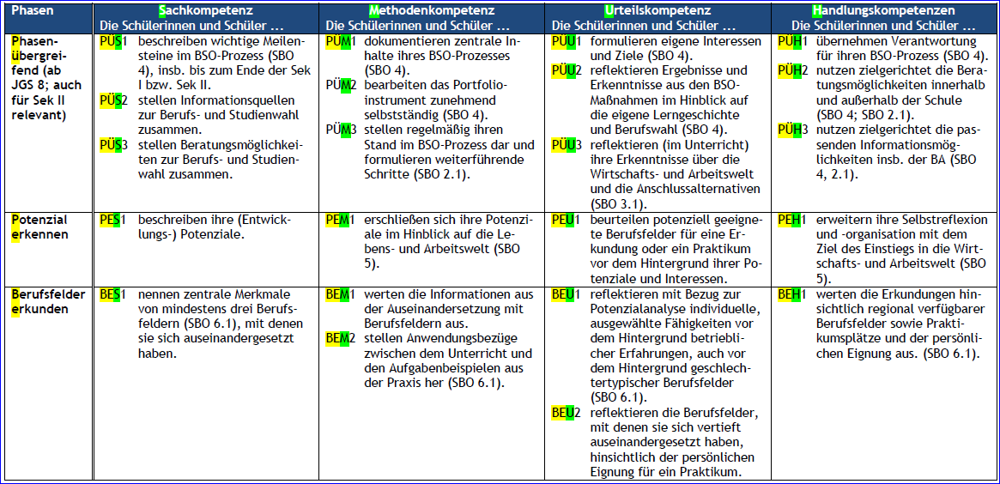 Phasen
Sachkompetenz
Die Schülerinnen und Schüler ...
Methodenkompetenz
Die Schülerinnen und Schüler ...
Urteilskompetenz
Die Schülerinnen und Schüler ...
Handlungskompetenzen
Die Schülerinnen und Schüler ...
Phasen-
übergrei-
fend (ab
JGS 8; auch
für Sek II
relevant)
PÜS1 beschreiben wichtige Meilen-
steine im BSO-Prozess (SBO
4), insb. bis zum Ende der Sek
I bzw. Sek II.
PÜS2 stellen Informationsquellen
zur Berufs- und Studienwahl
zusammen.
PÜS3 stellen Beratungsmöglichkei-
ten zur Berufs- und Studien-
wahl zusammen.
PÜM1 dokumentieren zentrale In-
halte ihres BSO-Prozesses
(SBO 4).
PÜM2 bearbeiten das Portfolio-
instrument zunehmend
selbstständig (SBO 4).
PÜM3 stellen regelmäßig ihren
Stand im BSO-Prozess dar und
formulieren weiterführende
Schritte (SBO 2.1).
PÜU1 formulieren eigene Interessen
und Ziele (SBO 4).
PÜU2 reflektieren Ergebnisse und
Erkenntnisse aus den BSO-
Maßnahmen im Hinblick auf
die eigene Lerngeschichte
und Berufswahl (SBO 4).
PÜU3 reflektieren (im Unterricht)
ihre Erkenntnisse über die
Wirtschafts- und Arbeitswelt
und die Anschlussalternativen
(SBO 3.1).
PÜH1 übernehmen Verantwortung
für ihren BSO-Prozess (SBO 4).
PÜH2 nutzen zielgerichtet die Bera-
tungsmöglichkeiten innerhalb
und außerhalb der Schule
(SBO 4; SBO 2.1).
PÜH3 nutzen zielgerichtet die pas-
senden Informationsmög-
lichkeiten insb. der BA (SBO
4, 2.1).
Potenzial
erkennen
PES1 beschreiben ihre (Entwick-
lungs-) Potenziale.
PEM1 erschließen sich ihre Potenzi-
ale im Hinblick auf die Le-
bens- und Arbeitswelt (SBO
5).
PEU1 beurteilen potenziell geeigne-
te Berufsfelder für eine Er-
kundung oder ein Praktikum
vor dem Hintergrund ihrer Po-
tenziale und Interessen.
PEH1 erweitern ihre Selbstreflexion
und -organisation mit dem
Ziel des Einstiegs in die Wirt-
schafts- und Arbeitswelt (SBO
5).
Berufsfelder
erkunden
BES1 nennen zentrale Merkmale
von mindestens drei Berufs-
feldern (SBO 6.1), mit denen
sie sich auseinandergesetzt
haben.
BEM1 werten die Informationen aus
der Auseinandersetzung mit
Berufsfeldern aus.
BEM2 stellen Anwendungsbezüge
zwischen dem Unterricht und
den Aufgabenbeispielen aus
der Praxis her (SBO 6.1).
BEU1 reflektieren mit Bezug zur
Potenzialanalyse individuelle,
ausgewählte Fähigkeiten vor
dem Hintergrund betriebli-
cher Erfahrungen, auch vor
dem Hintergrund geschlech-
tertypischer Berufsfelder
(SBO 6.1).
BEU2 reflektieren die Berufsfelder,
mit denen sie sich vertieft
auseinandergesetzt haben,
hinsichtlich der persönlichen
Eignung für ein Praktikum.
BEH1 werten die Erkundungen hin-
sichtlich regional verfügbarer
Berufsfelder sowie Prakti-
kumsplätze und der persönli-
chen Eignung aus. (SBO 6.1).